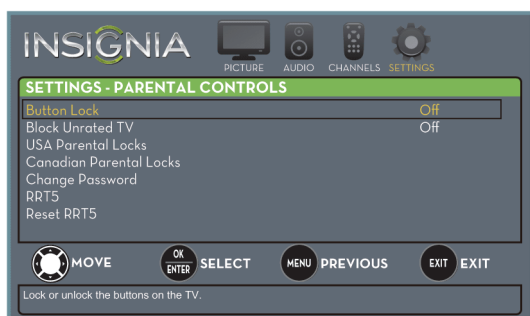 INSIGNIA
PICTURE AUDIO CHANNELS SETTINGS
SETTINGS - PARENTAL CONTROLS
Button Lock Off
Block Unrated TV Off
USA Parental Locks
Canadian Parental Locks
Change Password
RRT5
Reset RRT5
MOVE OK ENTER SELECT MENU PREVIOUS EXIT EXIT
Lock or unlock the buttons on the TV.